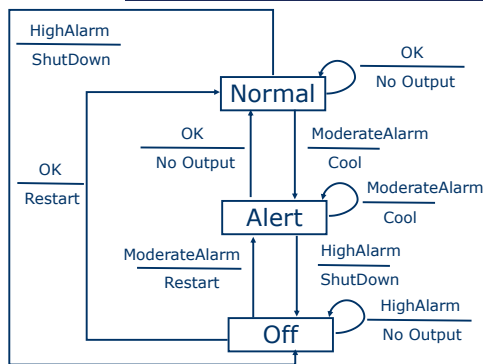 HighAlarm
ShutDown
OK
No Output
Normal
OK
No Output
ModerateAlarm
Cool
OK
Restart
ModerateAlarm
Cool
Alert
ModerateAlarm
Restart
HighAlarm
ShutDown
HighAlarm
No Output
Off